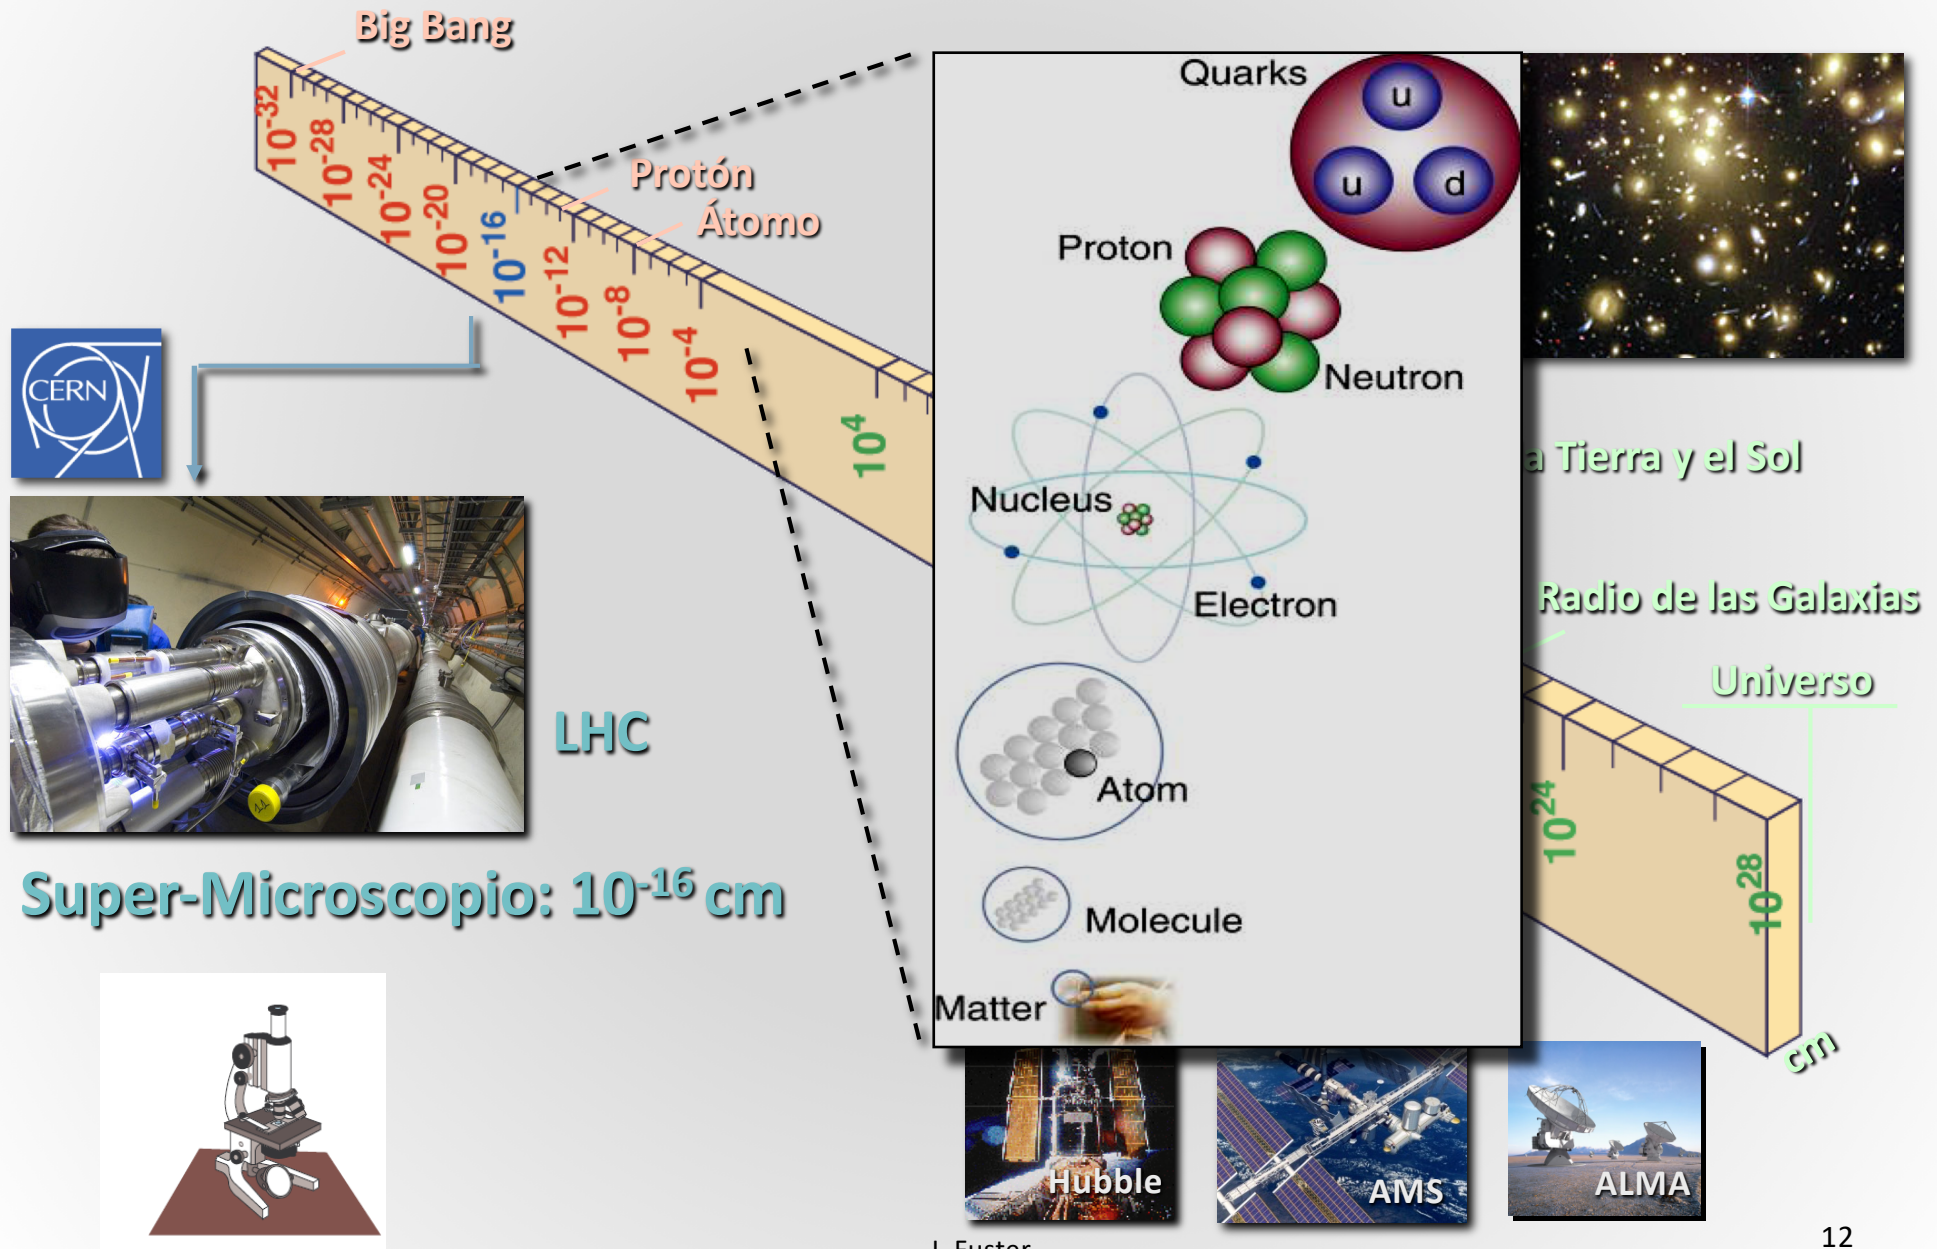 Big Bang
10-32
10-28
10-24
10-20
10-16
10-12
10-8
10-4
104
Protón
Átomo
CERN
LHC
Super-Microscopio: 10-16 cm
Quarks
u
u
d
Proton
Neutron
Nucleus
Electron
Atom
Molecule
Matter
a Tierra y el Sol
Radio de las Galaxias
Universo
1024
1028
cm
Hubble
AMS
ALMA
12